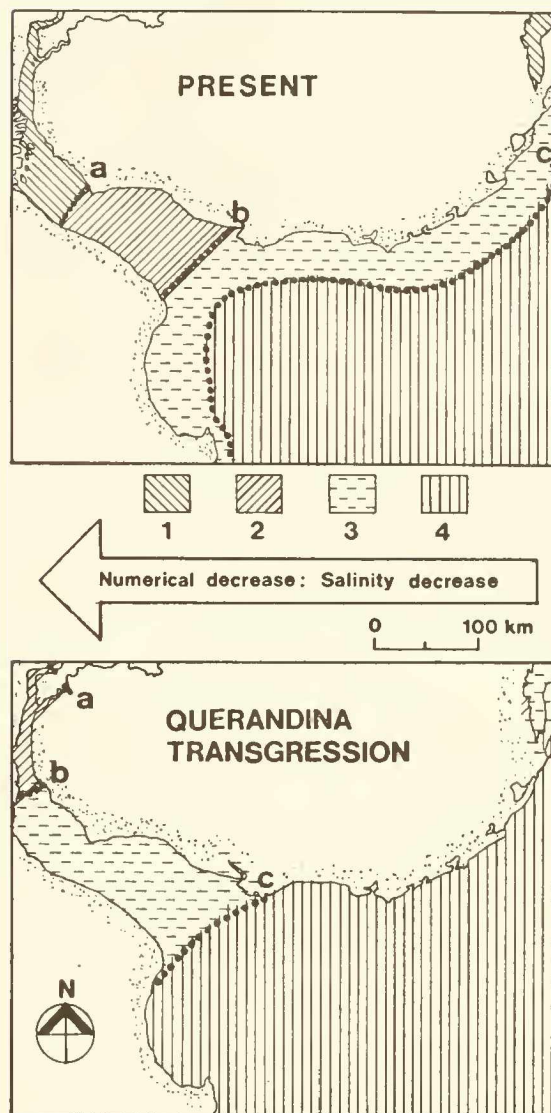 PRESENT
a
b
c
1 2 3 4
Numerical decrease: Salinity decrease
0 100 km
a
QUERANDINA
TRANSGRESSION
b
c
N